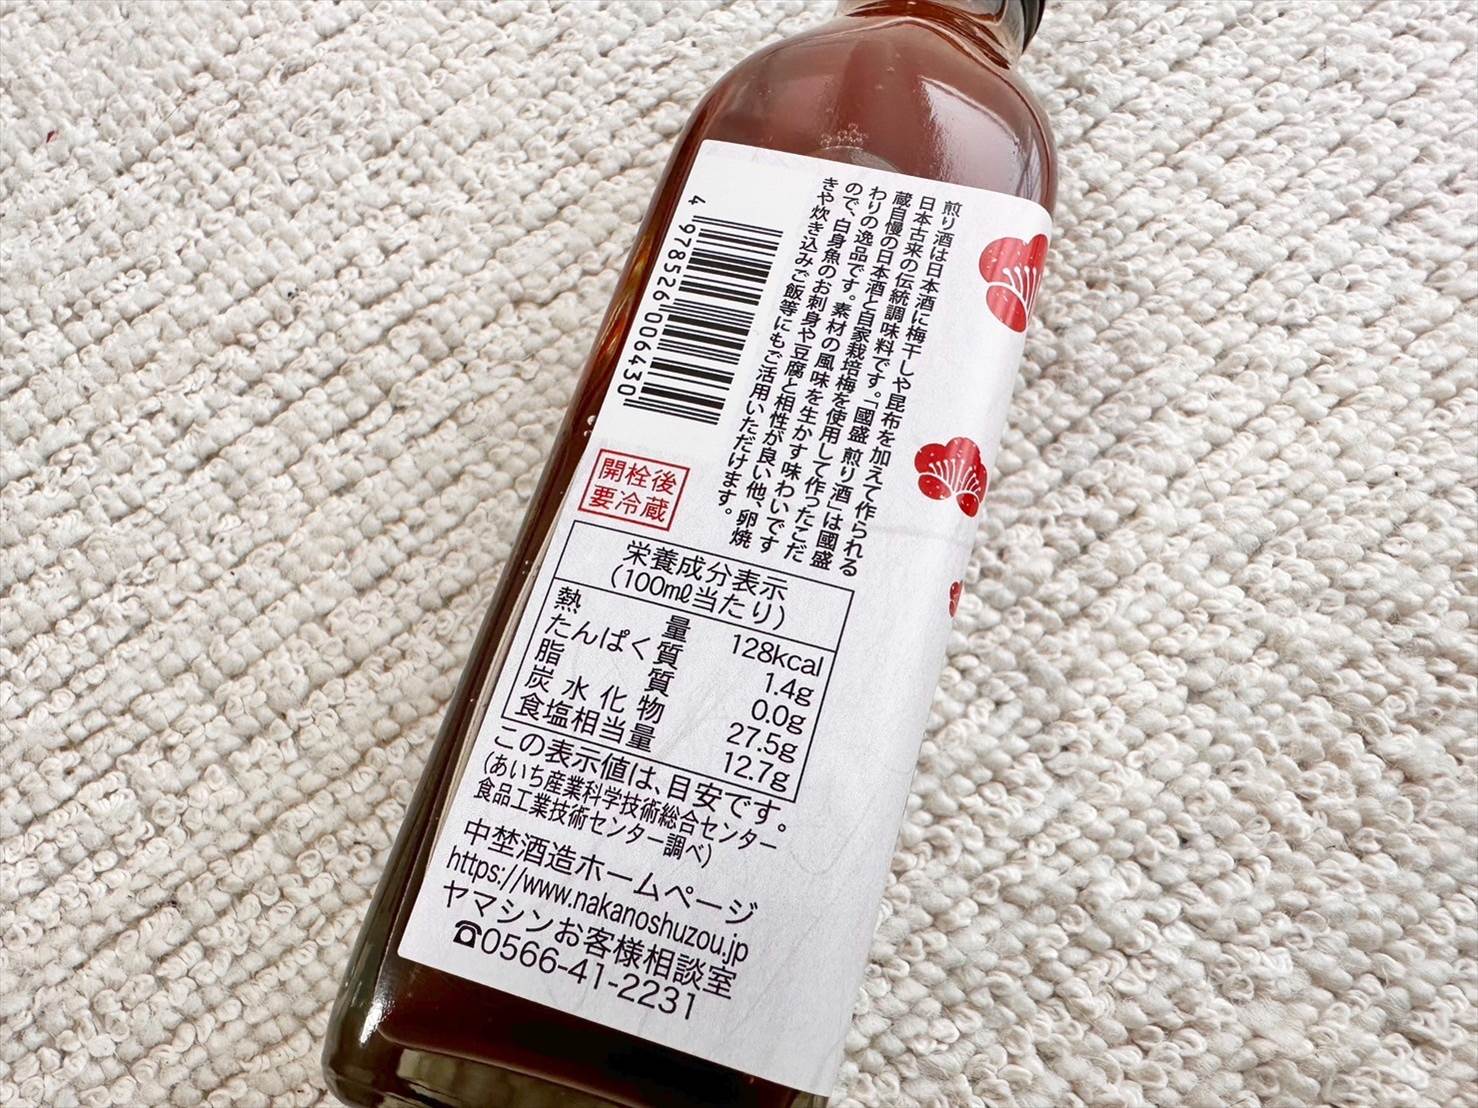 煎り酒は日本酒に梅干しや昆布を加えて作られる
日本古来の伝統調味料です。「國盛 煎り酒」は國盛
蔵自慢の日本酒と自家栽培梅を使用して作ったこだ
わりの逸品です。素材の風味を生かす味わいです
ので、白身魚のお刺身や豆腐と相性が良い他、卵焼
きや炊き込みご飯等にもご活用いただけます。
4 978526 006430
開栓後
要冷蔵
栄養成分表示
(100mℓ当たり)
熱量 128kcal
たんぱく質 1.4g
脂質 0.0g
炭水化物 27.5g
食塩相当量 12.7g
この表示値は、目安です。
(あいち産業科学技術総合センター
食品工業技術センター調べ)
中埜酒造ホームページ
https://www.nakanoshuzou.jp
ヤマシンお客様相談室
☎0566-41-2231